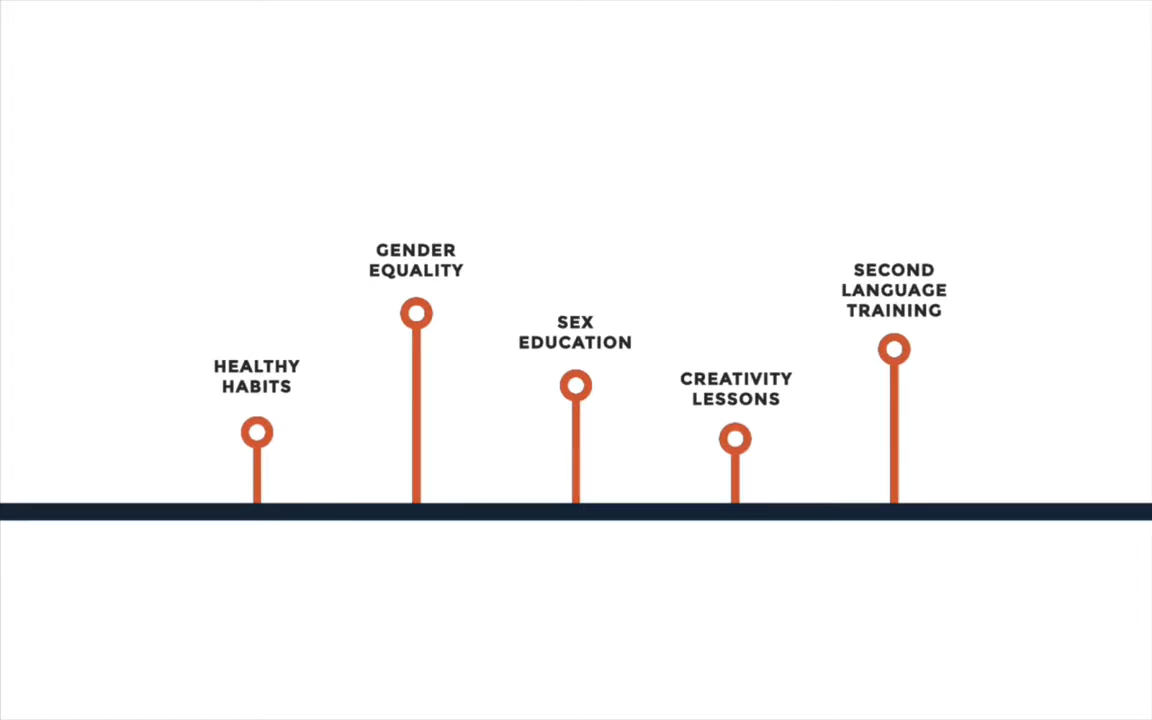 HEALTHY
HABITS
GENDER
EQUALITY
SEX
EDUCATION
CREATIVITY
LESSONS
SECOND
LANGUAGE
TRAINING